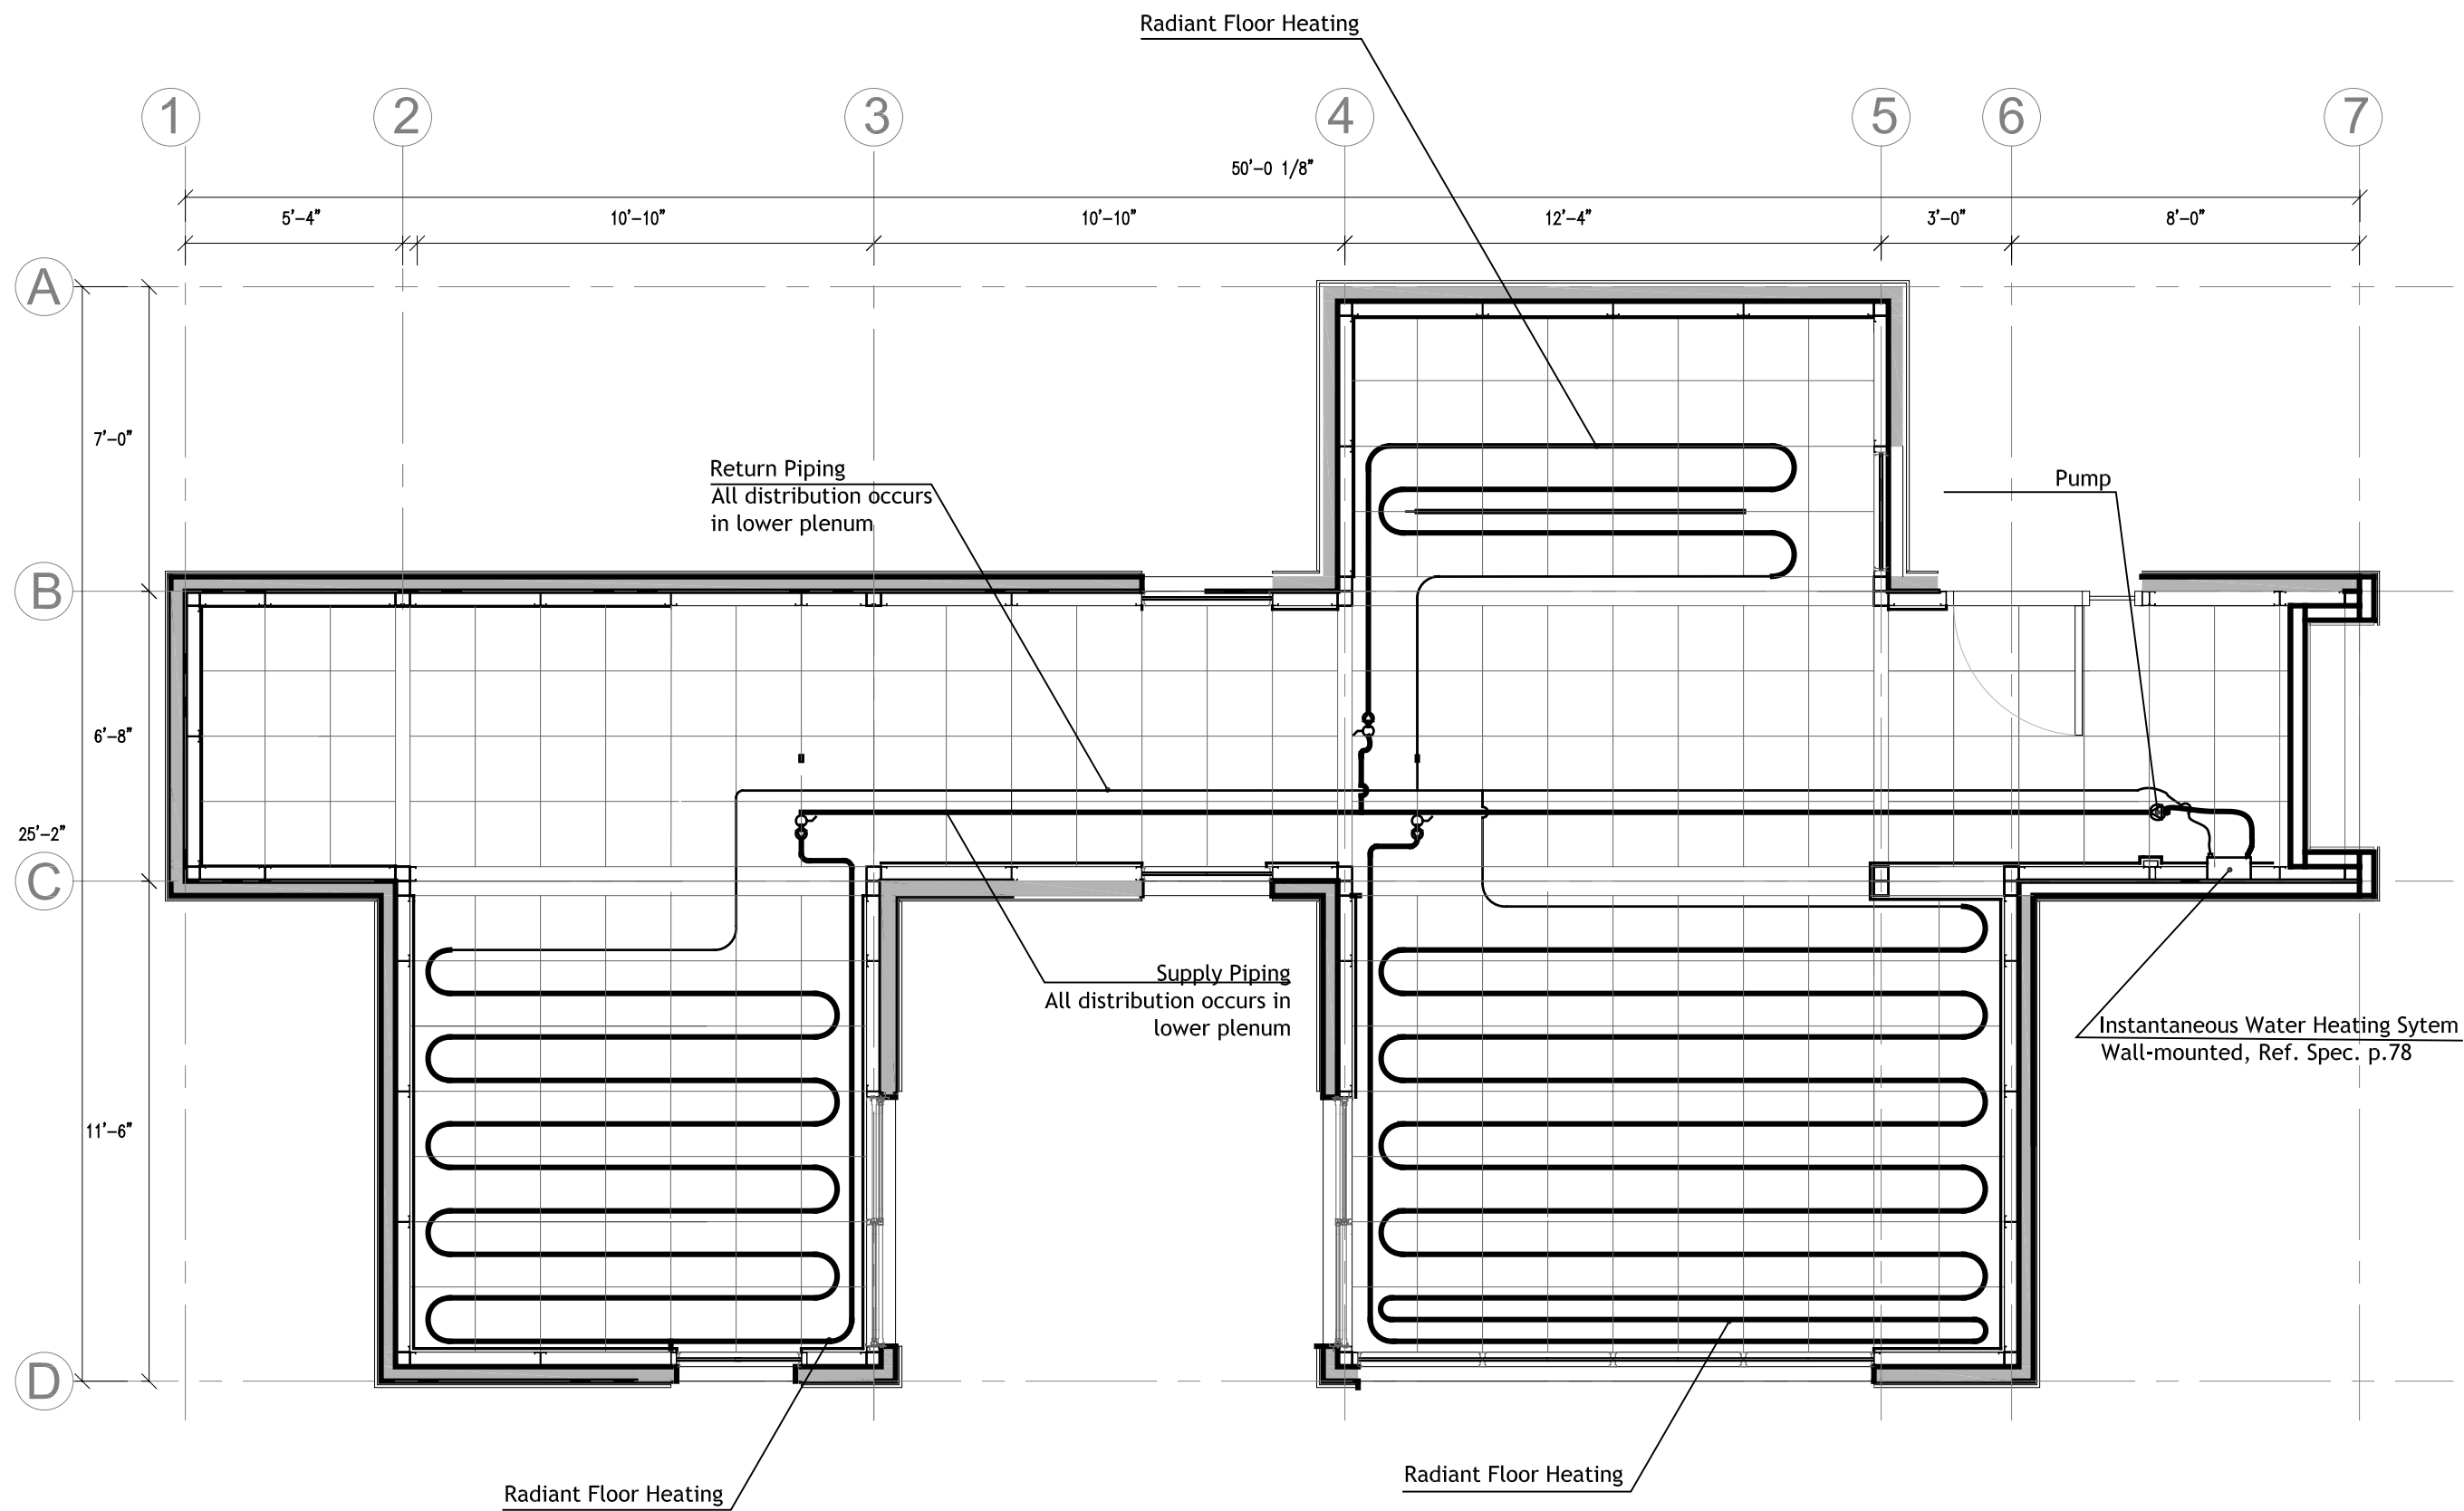 Radiant Floor Heating
1 2 3 4 5 6 7
50'-0 1/8"
5'-4" 10'-10" 10'-10" 12'-4" 3'-0" 8'-0"
A
7'-0"
Return Piping
All distribution occurs
in lower plenum
Pump
B
6'-8"
25'-2"
C
Supply Piping
All distribution occurs in
lower plenum
Instantaneous Water Heating Sytem
Wall-mounted, Ref. Spec. p.78
11'-6"
D
Radiant Floor Heating
Radiant Floor Heating